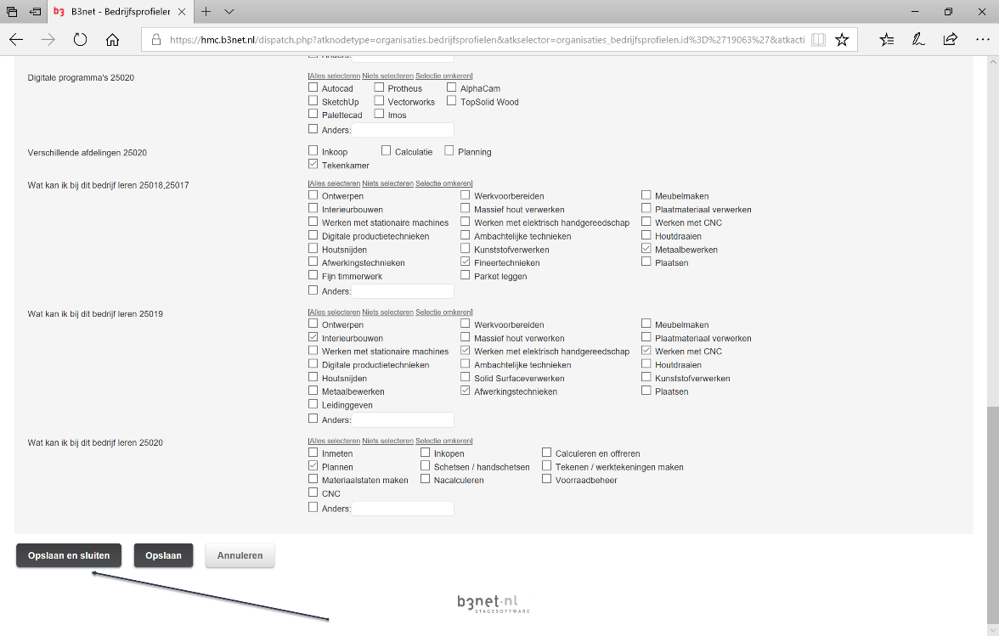 B3net - Bedrijfsprofielen
https://hmc.b3net.nl/dispatch.php?atknodetype=organisaties.bedrijfsprofielen&atkselector=organisaties_bedrijfsprofielen.id%3D%2719063%27&atkacti
Anders:
Digitale programma's 25020
[Alles selecteren Niets selecteren Selectie omkeren]
Autocad Protheus AlphaCam
SketchUp Vectorworks TopSolid Wood
Palettecad Imos
Anders:
Verschillende afdelingen 25020
Inkoop Calculatie Planning
Tekenkamer
Wat kan ik bij dit bedrijf leren 25018,25017
[Alles selecteren Niets selecteren Selectie omkeren]
Ontwerpen Werkvoorbereiden Meubelmaken
Interieurbouwen Massief hout verwerken Plaatmateriaal verwerken
Werken met stationaire machines Werken met elektrisch handgereedschap Werken met CNC
Digitale productietechnieken Ambachtelijke technieken Houtdraaien
Houtsnijden Kunststofverwerken Metaalbewerken
Afwerkingstechnieken Fineertechnieken Plaatsen
Fijn timmerwerk Parket leggen
Anders:
Wat kan ik bij dit bedrijf leren 25019
[Alles selecteren Niets selecteren Selectie omkeren]
Ontwerpen Werkvoorbereiden Meubelmaken
Interieurbouwen Massief hout verwerken Plaatmateriaal verwerken
Werken met stationaire machines Werken met elektrisch handgereedschap Werken met CNC
Digitale productietechnieken Ambachtelijke technieken Houtdraaien
Houtsnijden Solid Surfaceverwerken Kunststofverwerken
Metaalbewerken Afwerkingstechnieken Plaatsen
Leidinggeven
Anders:
Wat kan ik bij dit bedrijf leren 25020
[Alles selecteren Niets selecteren Selectie omkeren]
Inmeten Inkopen Calculeren en offreren
Plannen Schetsen / handschetsen Tekenen / werktekeningen maken
Materiaalstaten maken Nacalculeren Voorraadbeheer
CNC
Anders:
Opslaan en sluiten Opslaan Annuleren
b3net.nl
STAGESOFTWARE